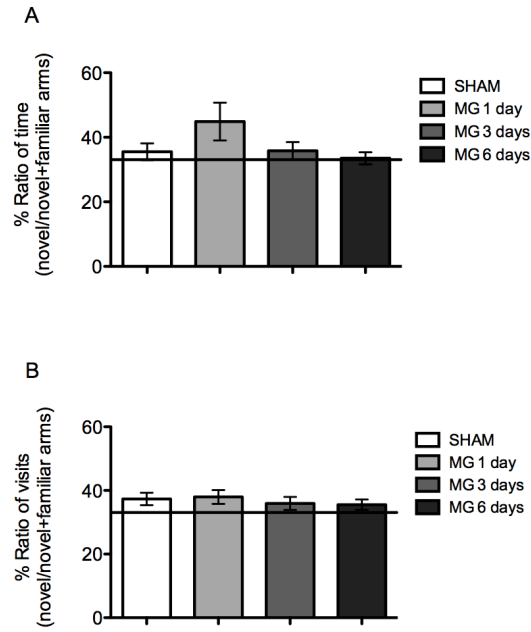 A
60
40
20
0
% Ratio of time
(novel/novel+familiar arms)
SHAM
MG 1 day
MG 3 days
MG 6 days
B
60
40
20
0
% Ratio of visits
(novel/novel+familiar arms)
SHAM
MG 1 day
MG 3 days
MG 6 days